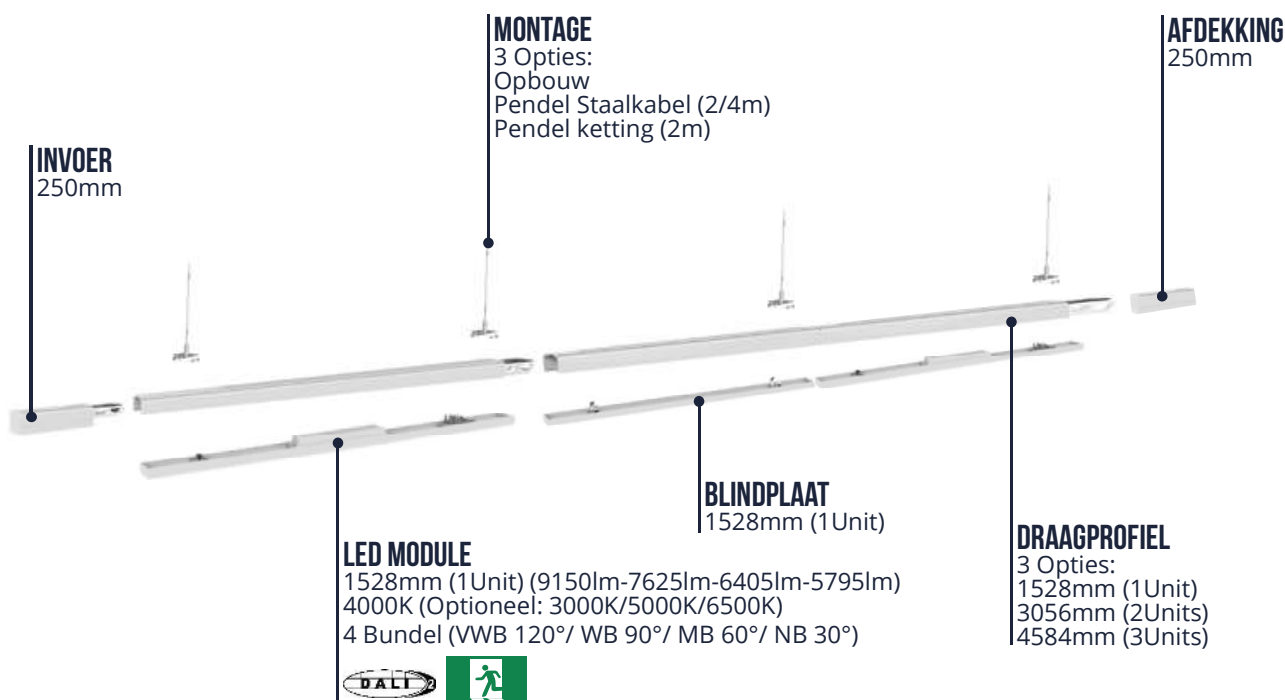 MONTAGE
3 Opties:
Opbouw
Pendel Staalkabel (2/4m)
Pendel ketting (2m)
AFDEKKING
250mm
INVOER
250mm
BLINDPLAAT
1528mm (1Unit)
LED MODULE
1528mm (1Unit) (9150lm-7625lm-6405lm-5795lm)
4000K (Optioneel: 3000K/5000K/6500K)
4 Bundel (VWB 120°/ WB 90°/ MB 60°/ NB 30°)
DALI 2
DRAAGPROFIEL
3 Opties:
1528mm (1Unit)
3056mm (2Units)
4584mm (3Units)